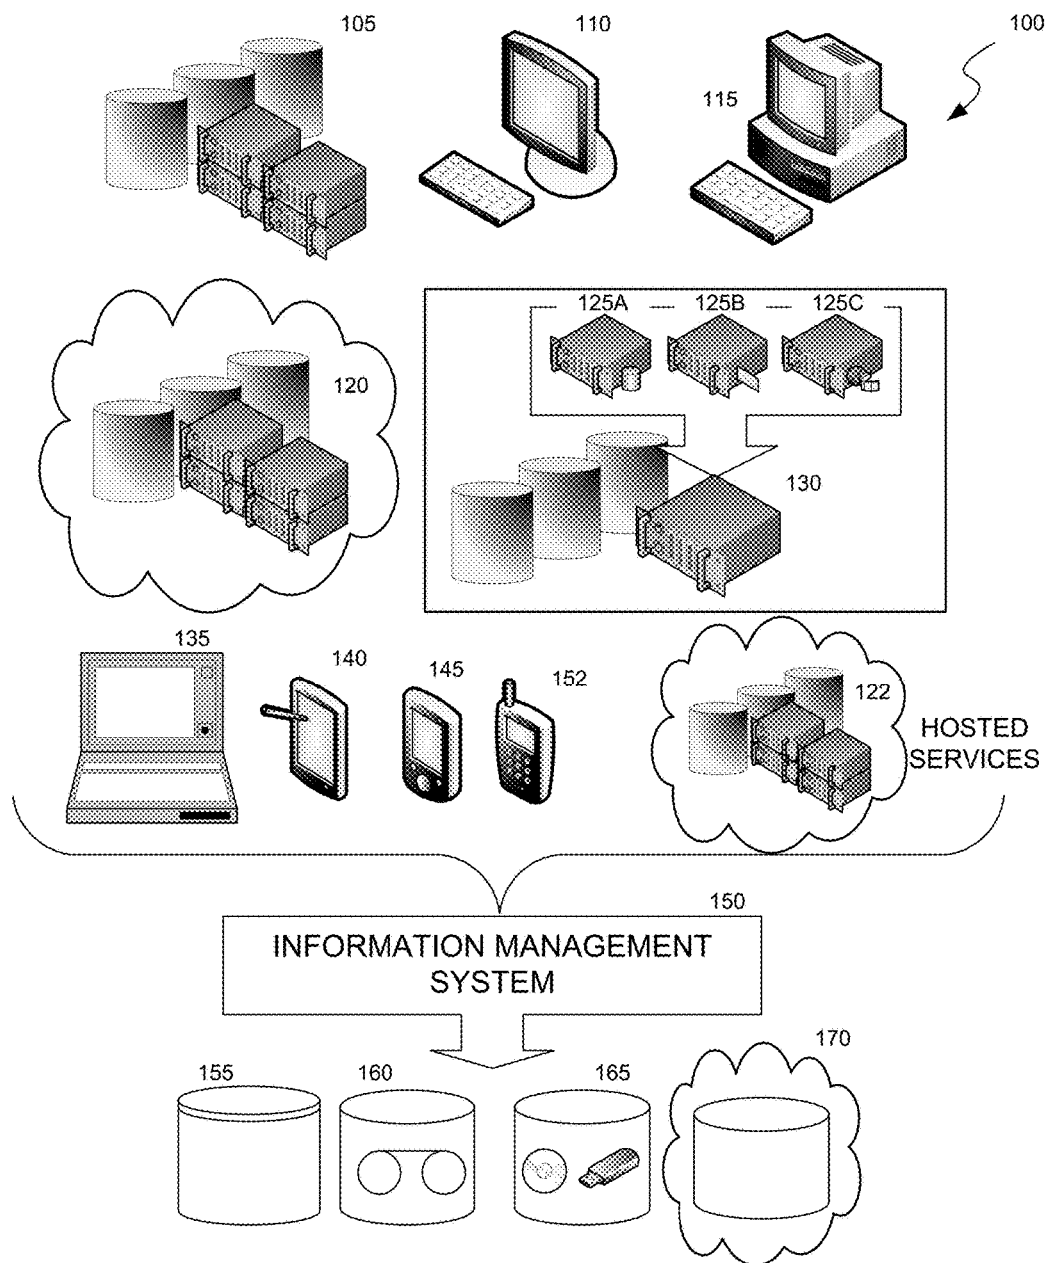 105
110
100
115
125A
125B
125C
120
130
135
140
145
152
122
HOSTED
SERVICES
150
INFORMATION MANAGEMENT
SYSTEM
170
155
160
165